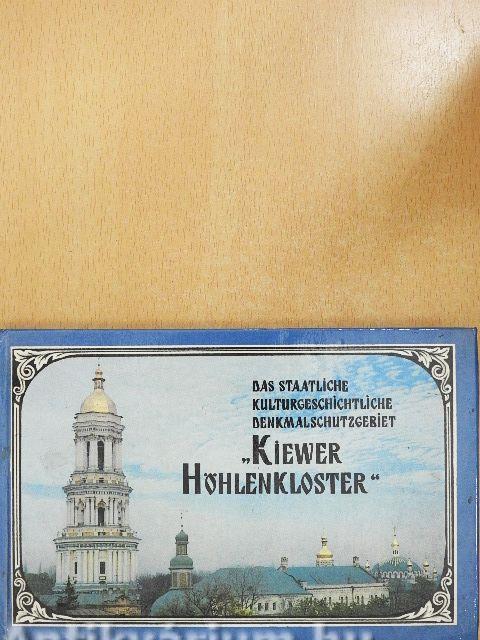 DAS STAATLICHE
KULTURGESCHICHTLICHE
DENKMALSCHUTZGEBIET
„KIEWER
HÖHLENKLOSTER“